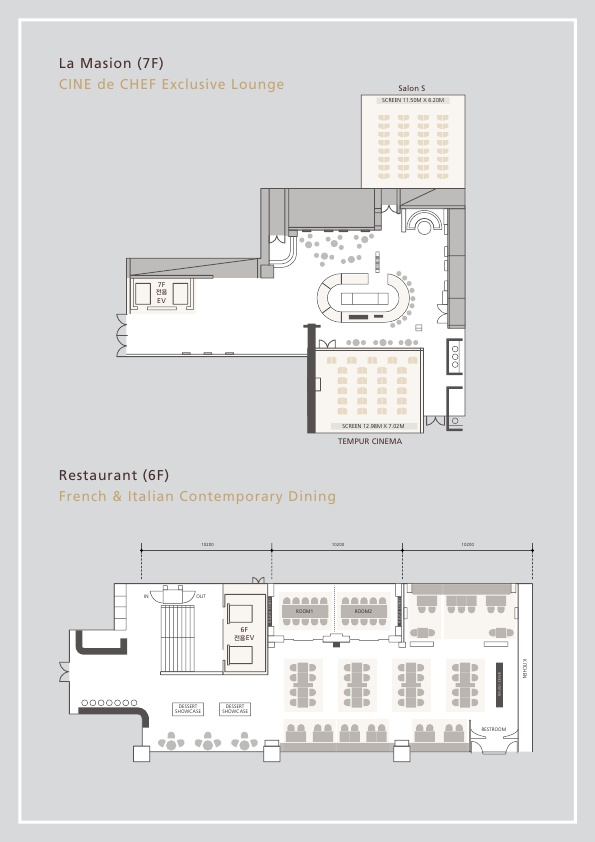 La Masion (7F)
CINE de CHEF Exclusive Lounge
Salon S
SCREEN 11.50M X 6.20M
7F
전용
EV
SCREEN 12.98M X 7.02M
TEMPUR CINEMA
Restaurant (6F)
French & Italian Contemporary Dining
10200
10200
10200
IN
OUT
ROOM1
ROOM2
6F
전용EV
KITCHEN
DESSERT
SHOWCASE
DESSERT
SHOWCASE
RESTROOM